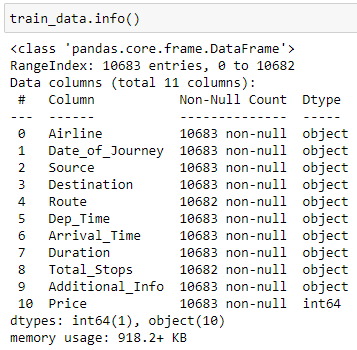 train_data.info()
<class 'pandas.core.frame.DataFrame'>
RangeIndex: 10683 entries, 0 to 10682
Data columns (total 11 columns):
 #   Column           Non-Null Count  Dtype
---  ------           --------------  -----
 0   Airline          10683 non-null  object
 1   Date_of_Journey  10683 non-null  object
 2   Source           10683 non-null  object
 3   Destination      10683 non-null  object
 4   Route            10682 non-null  object
 5   Dep_Time         10683 non-null  object
 6   Arrival_Time     10683 non-null  object
 7   Duration         10683 non-null  object
 8   Total_Stops      10682 non-null  object
 9   Additional_Info  10683 non-null  object
 10  Price            10683 non-null  int64
dtypes: int64(1), object(10)
memory usage: 918.2+ KB